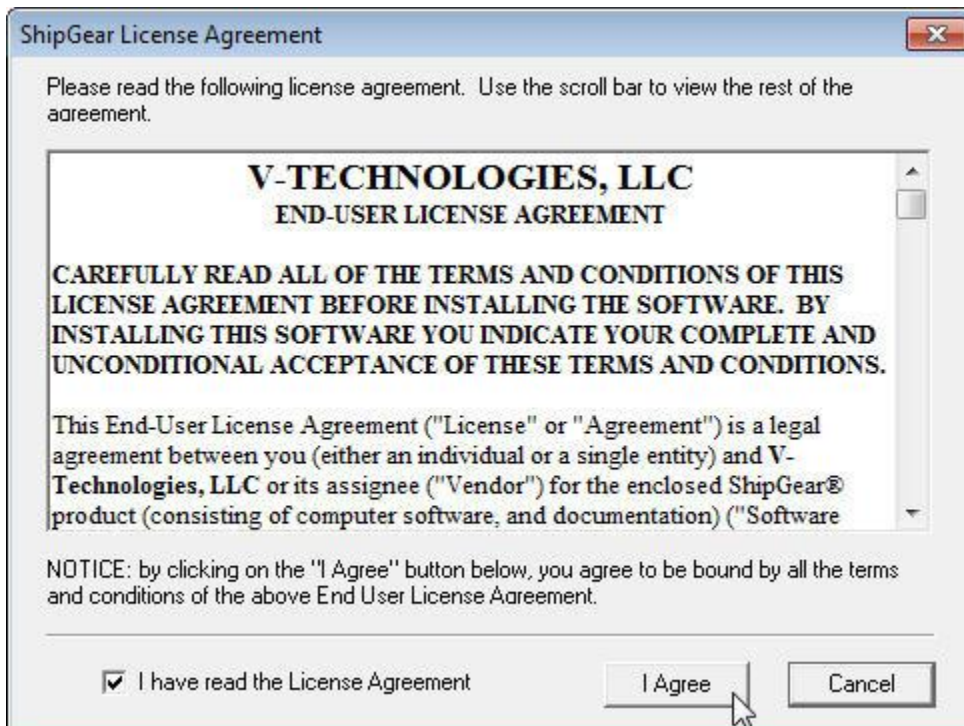 ShipGear License Agreement
Please read the following license agreement.  Use the scroll bar to view the rest of the
agreement.
V-TECHNOLOGIES, LLC
END-USER LICENSE AGREEMENT
CAREFULLY READ ALL OF THE TERMS AND CONDITIONS OF THIS
LICENSE AGREEMENT BEFORE INSTALLING THE SOFTWARE.  BY
INSTALLING THIS SOFTWARE YOU INDICATE YOUR COMPLETE AND
UNCONDITIONAL ACCEPTANCE OF THESE TERMS AND CONDITIONS.
This End-User License Agreement ("License" or "Agreement") is a legal
agreement between you (either an individual or a single entity) and V-
Technologies, LLC or its assignee ("Vendor") for the enclosed ShipGear®
product (consisting of computer software, and documentation) ("Software
NOTICE: by clicking on the "I Agree" button below, you agree to be bound by all the terms
and conditions of the above End User License Agreement.
I have read the License Agreement
I Agree
Cancel